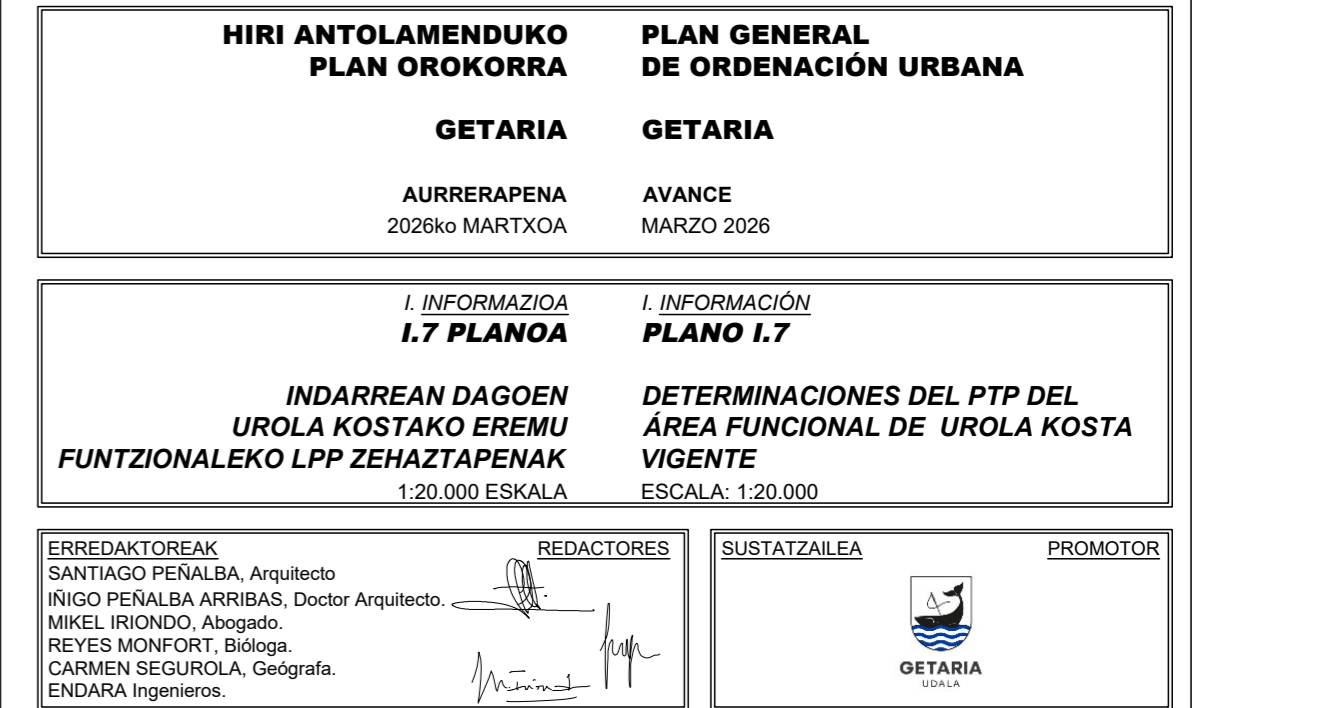 HIRI ANTOLAMENDUKO
PLAN OROKORRA
GETARIA
AURRERAPENA
2026ko MARTXOA
PLAN GENERAL
DE ORDENACIÓN URBANA
GETARIA
AVANCE
MARZO 2026
I. INFORMAZIOA
I.7 PLANOA
INDARREAN DAGOEN
UROLA KOSTAKO EREMU
FUNTZIONALEKO LPP ZEHAZTAPENAK
1:20.000 ESKALA
I. INFORMACIÓN
PLANO I.7
DETERMINACIONES DEL PTP DEL
ÁREA FUNCIONAL DE UROLA KOSTA
VIGENTE
ESCALA: 1:20.000
ERREDAKTOREAK REDACTORES
SANTIAGO PEÑALBA, Arquitecto
IÑIGO PEÑALBA ARRIBAS, Doctor Arquitecto.
MIKEL IRIONDO, Abogado.
REYES MONFORT, Bióloga.
CARMEN SEGUROLA, Geógrafa.
ENDARA Ingenieros.
SUSTATZAILEA PROMOTOR
GETARIA
UDALA